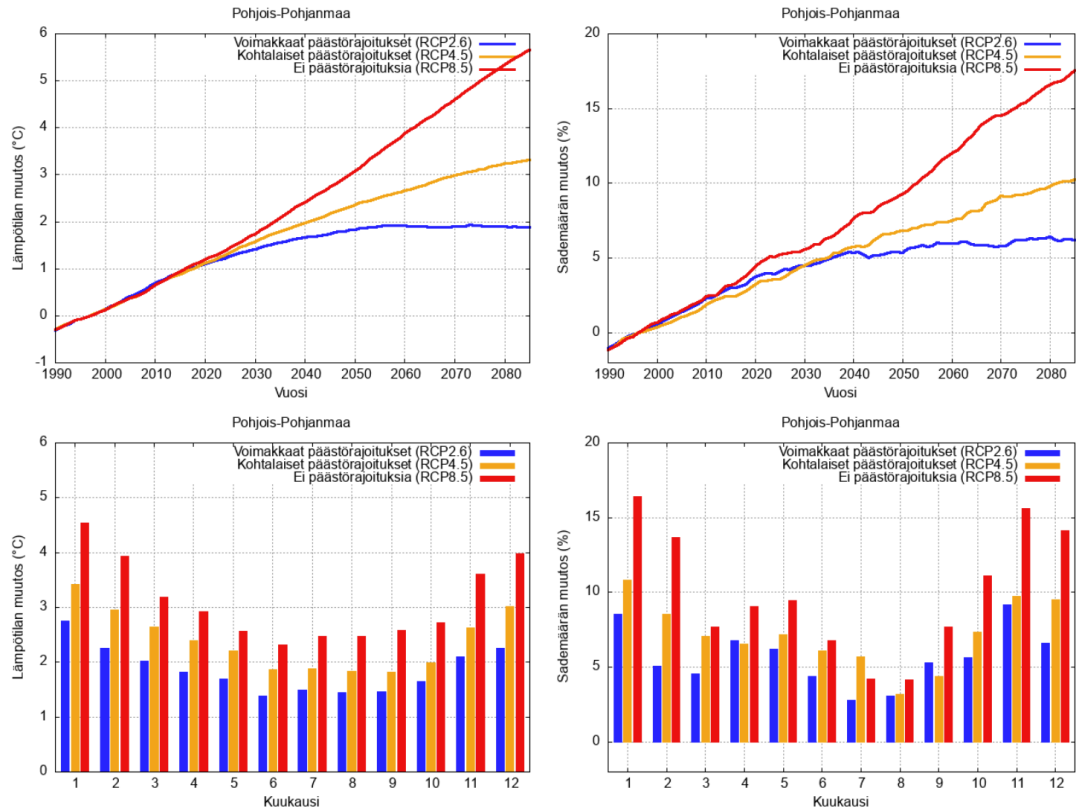 Pohjois-Pohjanmaa
Voimakkaat päästörajoitukset (RCP2.6)
Kohtalaiset päästörajoitukset (RCP4.5)
Ei päästörajoituksia (RCP8.5)
Lämpötilan muutos (°C)
6
5
4
3
2
1
0
-1
1990 2000 2010 2020 2030 2040 2050 2060 2070 2080
Vuosi
Pohjois-Pohjanmaa
Voimakkaat päästörajoitukset (RCP2.6)
Kohtalaiset päästörajoitukset (RCP4.5)
Ei päästörajoituksia (RCP8.5)
Sademäärän muutos (%)
20
15
10
5
0
1990 2000 2010 2020 2030 2040 2050 2060 2070 2080
Vuosi
Pohjois-Pohjanmaa
Voimakkaat päästörajoitukset (RCP2.6)
Kohtalaiset päästörajoitukset (RCP4.5)
Ei päästörajoituksia (RCP8.5)
Lämpötilan muutos (°C)
6
5
4
3
2
1
0
1 2 3 4 5 6 7 8 9 10 11 12
Kuukausi
Pohjois-Pohjanmaa
Voimakkaat päästörajoitukset (RCP2.6)
Kohtalaiset päästörajoitukset (RCP4.5)
Ei päästörajoituksia (RCP8.5)
Sademäärän muutos (%)
20
15
10
5
0
1 2 3 4 5 6 7 8 9 10 11 12
Kuukausi